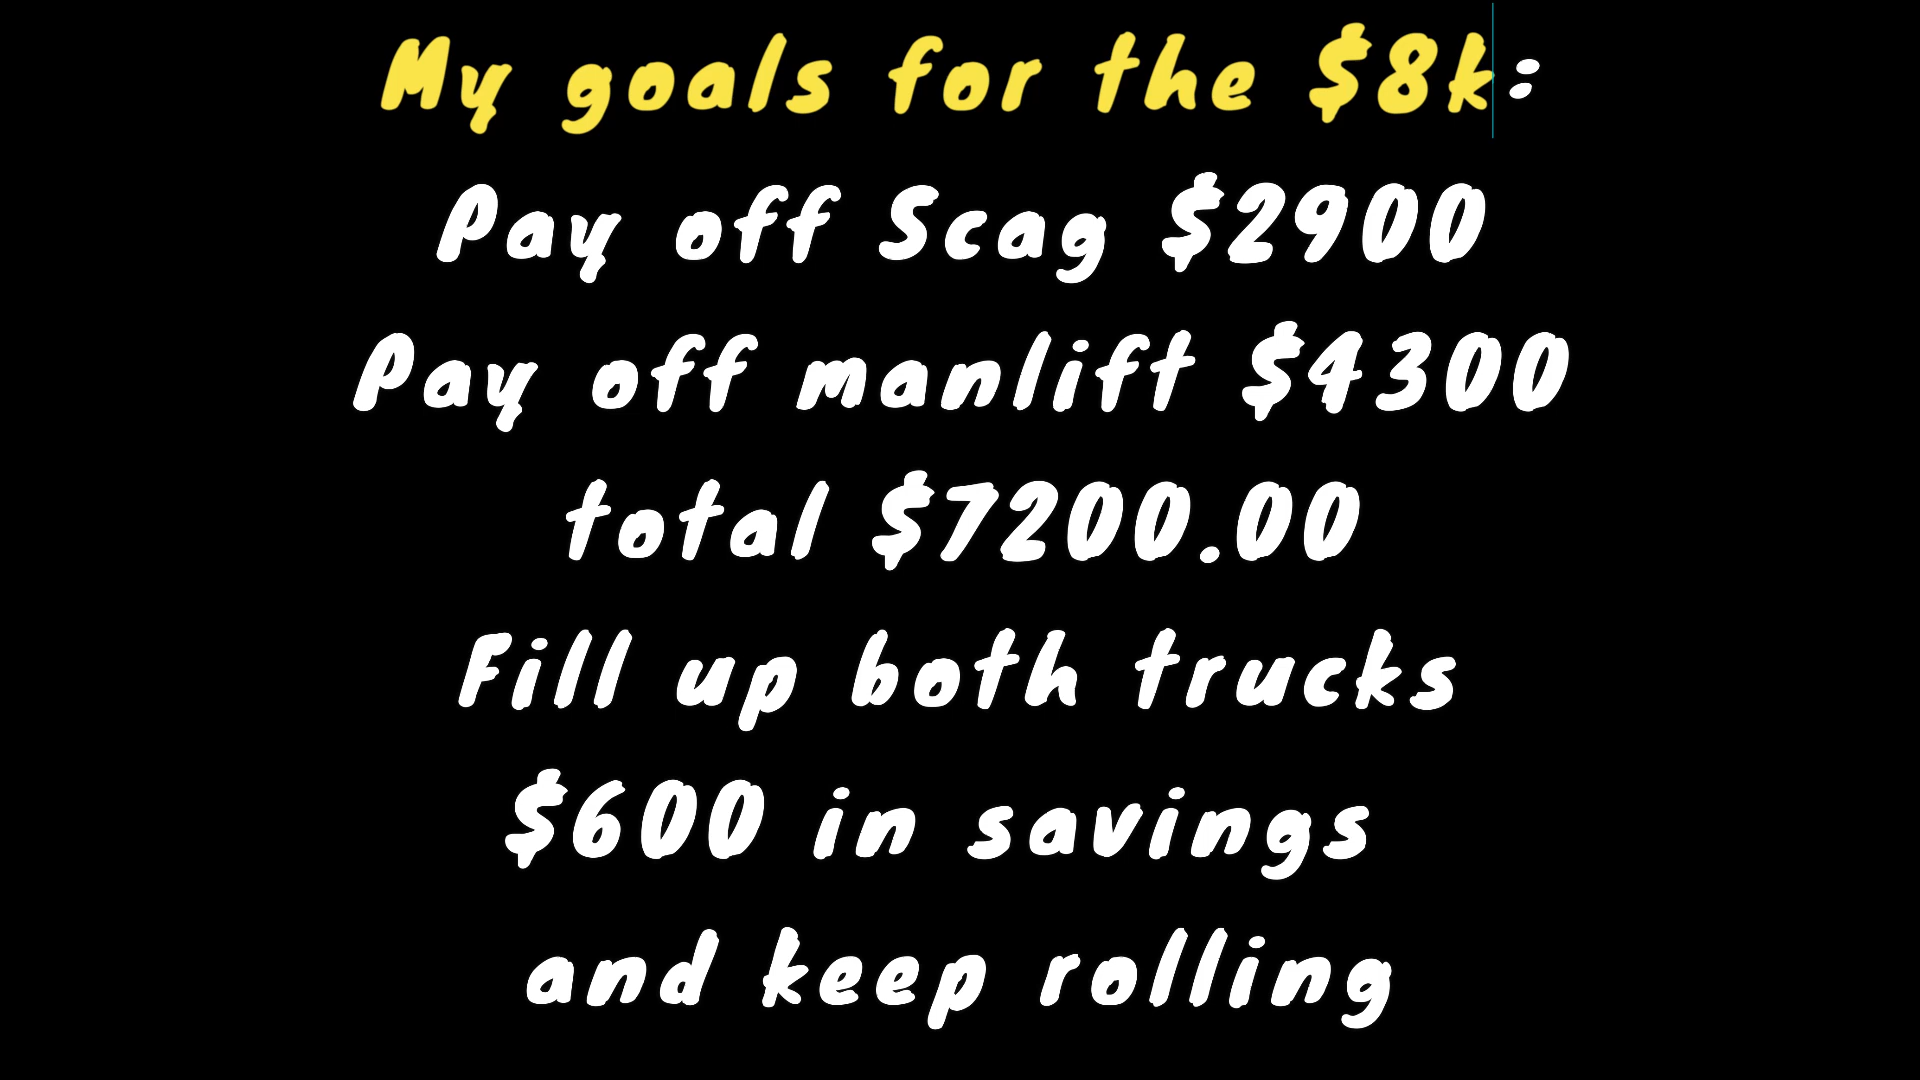 My goals for the $8k:
Pay off Scag $2900
Pay off manlift $4300
total $7200.00
Fill up both trucks
$600 in savings
and keep rolling